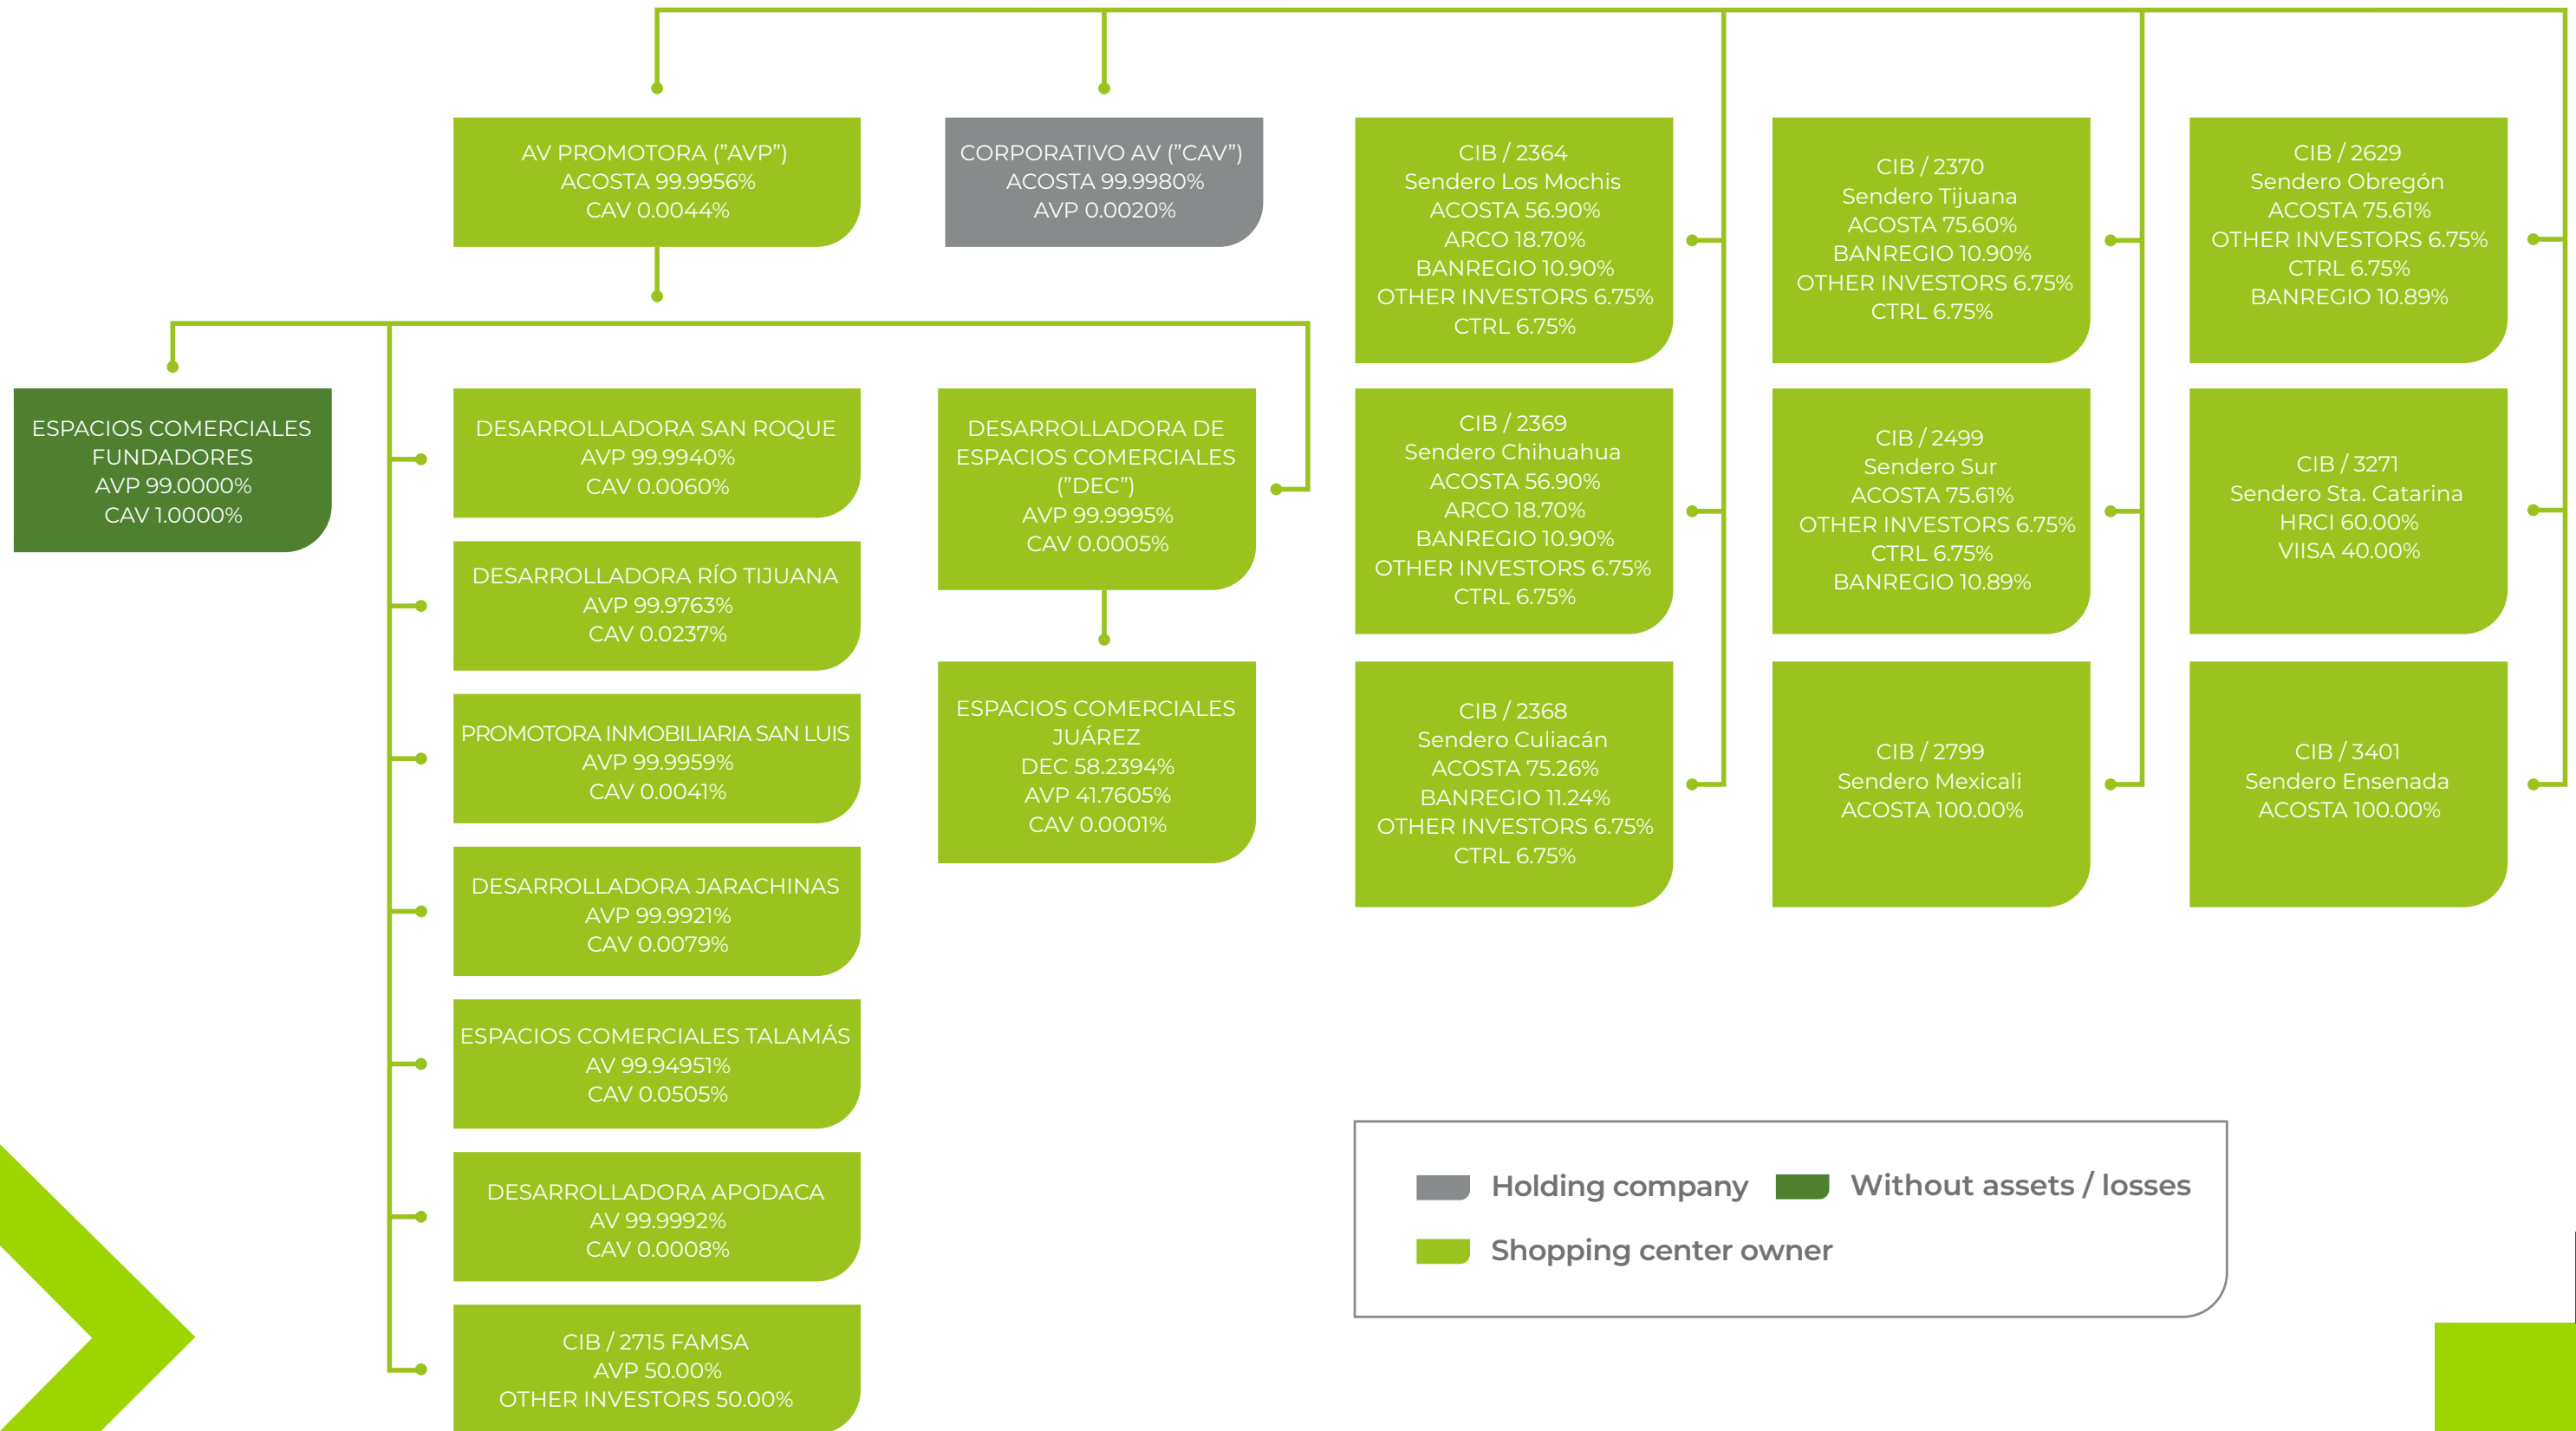 AV PROMOTORA (”AVP”)
ACOSTA 99.9956%
CAV 0.0044%
CORPORATIVO AV (”CAV”)
ACOSTA 99.9980%
AVP 0.0020%
CIB / 2364
Sendero Los Mochis
ACOSTA 56.90%
ARCO 18.70%
BANREGIO 10.90%
OTHER INVESTORS 6.75%
CTRL 6.75%
CIB / 2370
Sendero Tijuana
ACOSTA 75.60%
BANREGIO 10.90%
OTHER INVESTORS 6.75%
CTRL 6.75%
CIB / 2629
Sendero Obregón
ACOSTA 75.61%
OTHER INVESTORS 6.75%
CTRL 6.75%
BANREGIO 10.89%
ESPACIOS COMERCIALES
FUNDADORES
AVP 99.0000%
CAV 1.0000%
DESARROLLADORA SAN ROQUE
AVP 99.9940%
CAV 0.0060%
DESARROLLADORA DE
ESPACIOS COMERCIALES
(”DEC”)
AVP 99.9995%
CAV 0.0005%
CIB / 2369
Sendero Chihuahua
ACOSTA 56.90%
ARCO 18.70%
BANREGIO 10.90%
OTHER INVESTORS 6.75%
CTRL 6.75%
CIB / 2499
Sendero Sur
ACOSTA 75.61%
OTHER INVESTORS 6.75%
CTRL 6.75%
BANREGIO 10.89%
CIB / 3271
Sendero Sta. Catarina
HRCI 60.00%
VIISA 40.00%
DESARROLLADORA RÍO TIJUANA
AVP 99.9763%
CAV 0.0237%
PROMOTORA INMOBILIARIA SAN LUIS
AVP 99.9959%
CAV 0.0041%
ESPACIOS COMERCIALES
JUÁREZ
DEC 58.2394%
AVP 41.7605%
CAV 0.0001%
CIB / 2368
Sendero Culiacán
ACOSTA 75.26%
BANREGIO 11.24%
OTHER INVESTORS 6.75%
CTRL 6.75%
CIB / 2799
Sendero Mexicali
ACOSTA 100.00%
CIB / 3401
Sendero Ensenada
ACOSTA 100.00%
DESARROLLADORA JARACHINAS
AVP 99.9921%
CAV 0.0079%
ESPACIOS COMERCIALES TALAMÁS
AV 99.94951%
CAV 0.0505%
DESARROLLADORA APODACA
AV 99.9992%
CAV 0.0008%
CIB / 2715 FAMSA
AVP 50.00%
OTHER INVESTORS 50.00%
Holding company
Without assets / losses
Shopping center owner